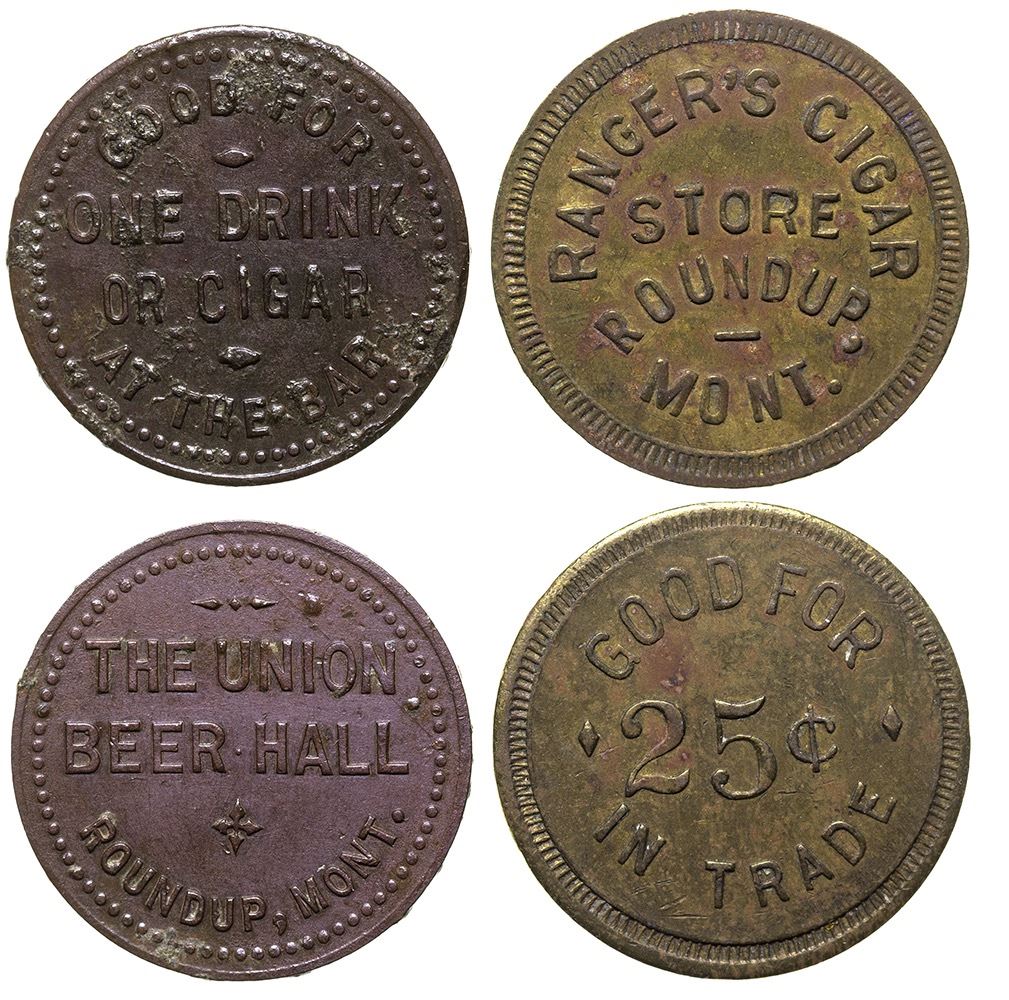 GOOD FOR
ONE DRINK
OR CIGAR
AT THE BAR
RANGER'S CIGAR
STORE
ROUNDUP.
MONT.
THE UNION
BEER HALL
ROUNDUP, MONT.
GOOD FOR
25¢
IN TRADE